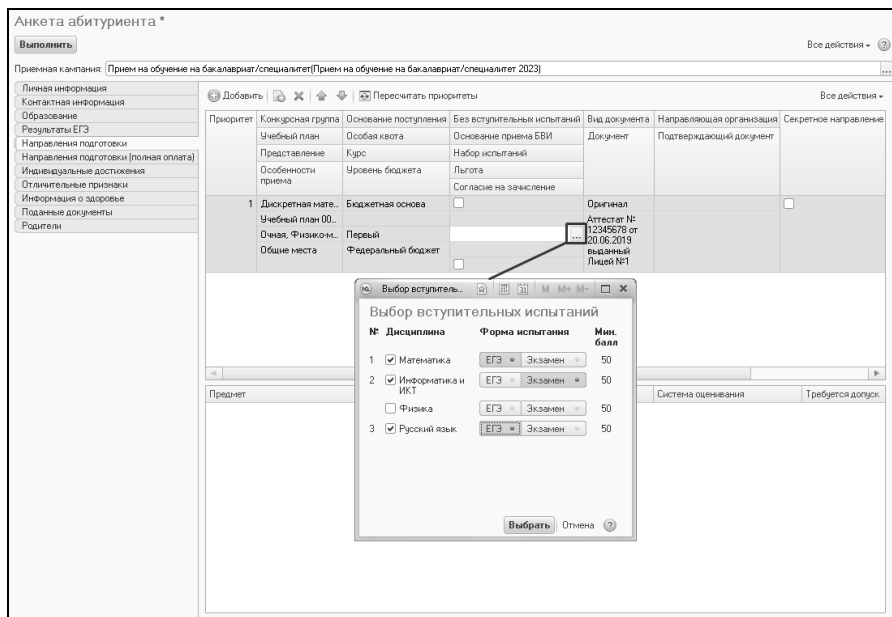 Анкета абитуриента *
Выполнить
Все действия
?
Приемная кампания: Прием на обучение на бакалавриат/специалитет(Прием на обучение на бакалавриат/специалитет 2023)
...
Личная информация
Контактная информация
Образование
Результаты ЕГЭ
Направления подготовки
Направления подготовки (полная оплата)
Индивидуальные достижения
Отличительные признаки
Информация о здоровье
Поданные документы
Родители
Добавить
Пересчитать приоритеты
Все действия
Приоритет Конкурсная группа Основание поступления Без вступительных испытаний Вид документа Направляющая организация Секретное направление
Учебный план Особая квота Основание приема БВИ Документ Подтверждающий документ
Представление Курс Набор испытаний
Особенности приема Уровень бюджета Льгота
Согласие на зачисление
1 Дискретная мате... Бюджетная основа Оригинал
Учебный план 00... Аттестат №
12345678 от
20.06.2019
выданный
Лицей №1
Очная, Физико-м... Первый ...
Общие места Федеральный бюджет
Выбор вступитель... M M+ M-
Выбор вступительных испытаний
№ Дисциплина Форма испытания Мин. балл
1 Математика ЕГЭ Экзамен 50
2 Информатика и ИКТ ЕГЭ Экзамен 50
Физика ЕГЭ Экзамен 50
3 Русский язык ЕГЭ Экзамен 50
Выбрать Отмена ?
Предмет Система оценивания Требуется допуск